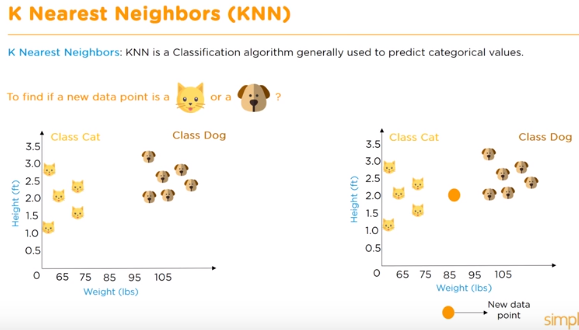 K Nearest Neighbors (KNN)
K Nearest Neighbors: KNN is a Classification algorithm generally used to predict categorical values.
To find if a new data point is a or a ?
Class Cat
Class Dog
3.5
3.0
2.5
2.0
1.5
1.0
0.5
0
65 75 85 95 105
Height (ft)
Weight (lbs)
Class Cat
Class Dog
3.5
3.0
2.5
2.0
1.5
1.0
0.5
0
65 75 85 95 105
Height (ft)
Weight (lbs)
New data
point
simpl